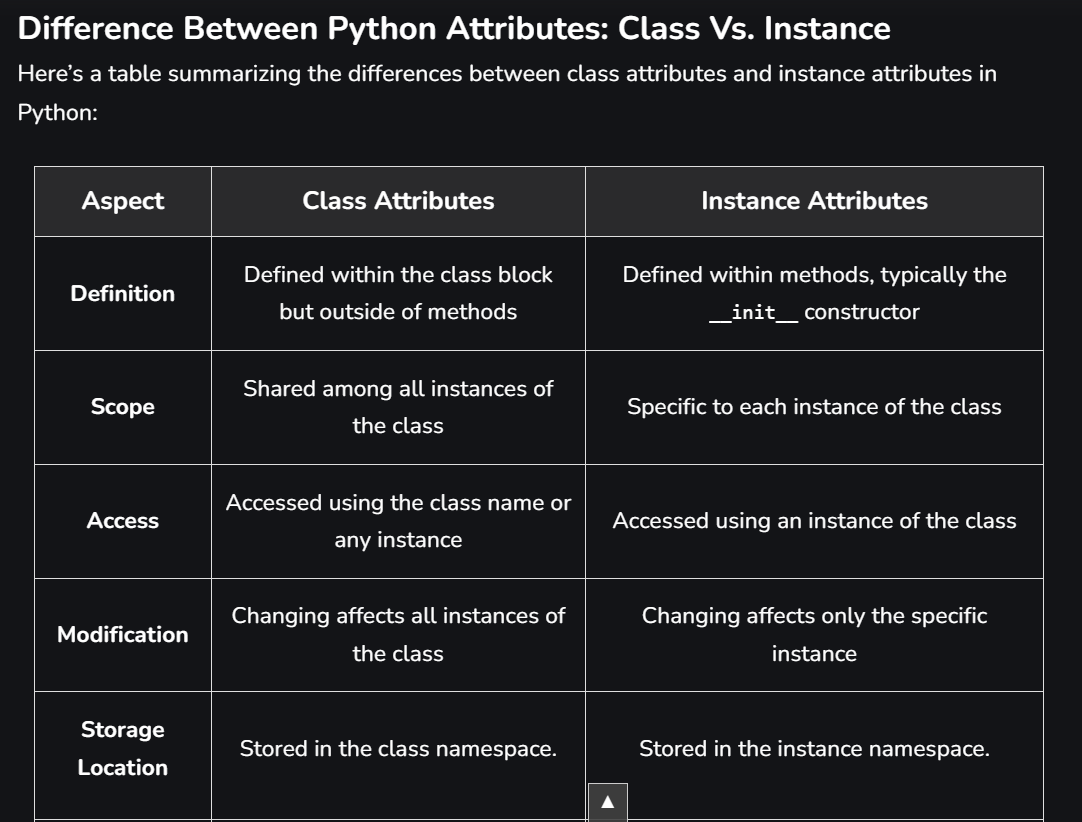 Difference Between Python Attributes: Class Vs. Instance
Here’s a table summarizing the differences between class attributes and instance attributes in
Python:
Aspect
Class Attributes
Instance Attributes
Definition
Defined within the class block
but outside of methods
Defined within methods, typically the
__init__ constructor
Scope
Shared among all instances of
the class
Specific to each instance of the class
Access
Accessed using the class name or
any instance
Accessed using an instance of the class
Modification
Changing affects all instances of
the class
Changing affects only the specific
instance
Storage
Location
Stored in the class namespace.
Stored in the instance namespace.